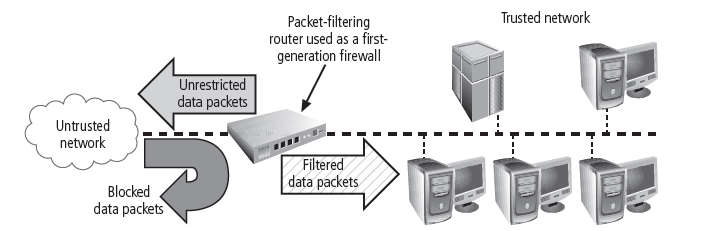 Packet-filtering
router used as a first-
generation firewall
Trusted network
Unrestricted
data packets
Untrusted
network
Filtered
data packets
Blocked
data packets